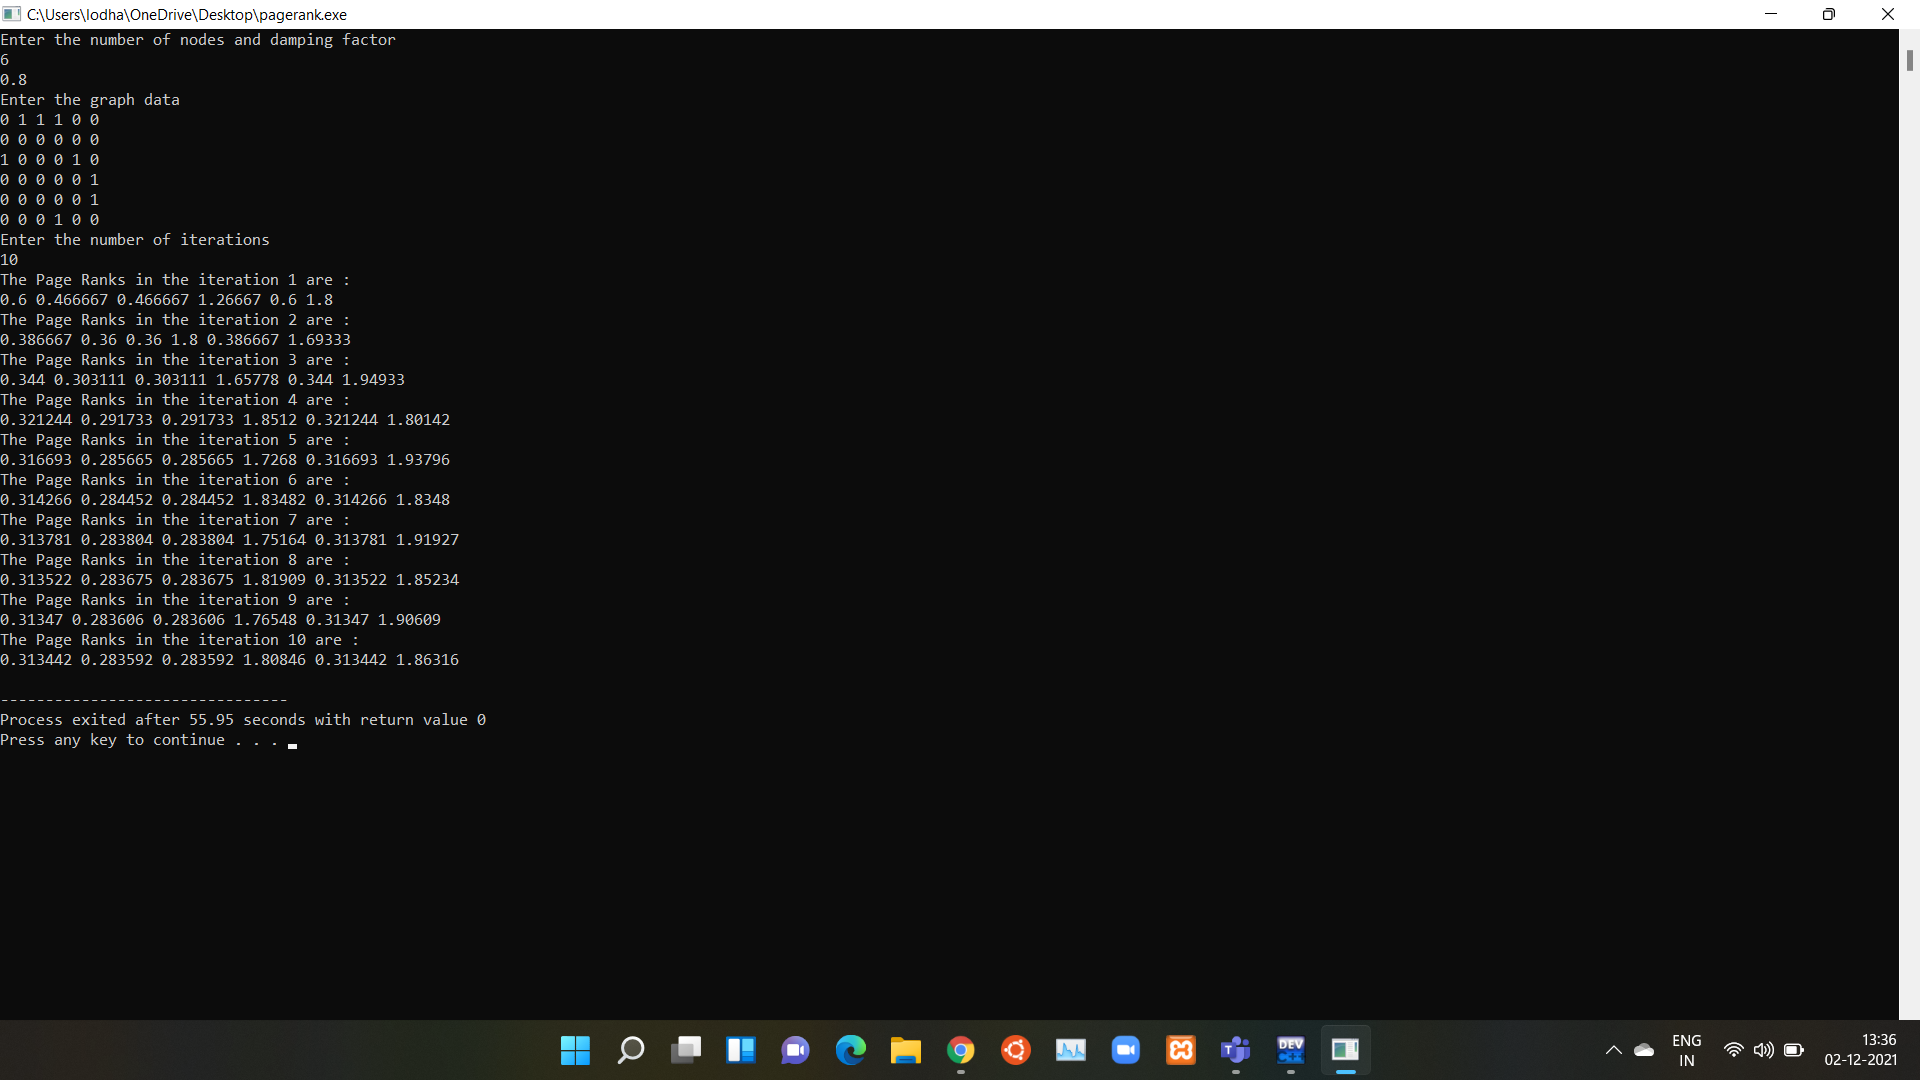 C:\Users\lodha\OneDrive\Desktop\pagerank.exe
Enter the number of nodes and damping factor
6
0.8
Enter the graph data
0 1 1 1 0 0
0 0 0 0 0 0
1 0 0 0 1 0
0 0 0 0 0 1
0 0 0 0 0 1
0 0 0 1 0 0
Enter the number of iterations
10
The Page Ranks in the iteration 1 are :
0.6 0.466667 0.466667 1.26667 0.6 1.8
The Page Ranks in the iteration 2 are :
0.386667 0.36 0.36 1.8 0.386667 1.69333
The Page Ranks in the iteration 3 are :
0.344 0.303111 0.303111 1.65778 0.344 1.94933
The Page Ranks in the iteration 4 are :
0.321244 0.291733 0.291733 1.8512 0.321244 1.80142
The Page Ranks in the iteration 5 are :
0.316693 0.285665 0.285665 1.7268 0.316693 1.93796
The Page Ranks in the iteration 6 are :
0.314266 0.284452 0.284452 1.83482 0.314266 1.8348
The Page Ranks in the iteration 7 are :
0.313781 0.283804 0.283804 1.75164 0.313781 1.91927
The Page Ranks in the iteration 8 are :
0.313522 0.283675 0.283675 1.81909 0.313522 1.85234
The Page Ranks in the iteration 9 are :
0.31347 0.283606 0.283606 1.76548 0.31347 1.90609
The Page Ranks in the iteration 10 are :
0.313442 0.283592 0.283592 1.80846 0.313442 1.86316
--------------------------------
Process exited after 55.95 seconds with return value 0
Press any key to continue . . .
DEV
C++
ENG
IN
13:36
02-12-2021